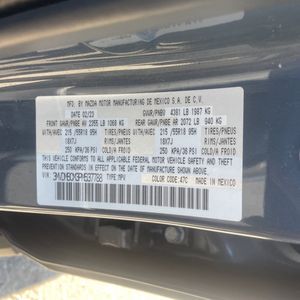 MFD. BY MAZDA MOTOR MANUFACTURING DE MEXICO S.A. DE C.V.
DATE 02/23 GAWR/PNBV 4381 LB 1987 KG
FRONT GAWR/PNBE AV 2355 LB 1068 KG REAR GAWR/PNBE AR 2072 LB 940 KG
WITH/AVEC 215 /55R18 95H TIRES/PNEUS WITH/AVEC 215 /55R18 95H TIRES/PNEUS
18X7J RIMS/JANTES 18X7J RIMS/JANTES
250 KPA/36 PSI COLD/A FROID 250 KPA/36 PSI COLD/A FROID
THIS VEHICLE CONFORMS TO ALL APPLICABLE FEDERAL MOTOR VEHICLE SAFETY
THEFT PREVENTION STANDARDS IN EFFECT ON THE DATE OF MANUFACTURE SHOWN ABOVE.
TYPE: MPV COLOR CODE: 47C MADE IN MEXICO